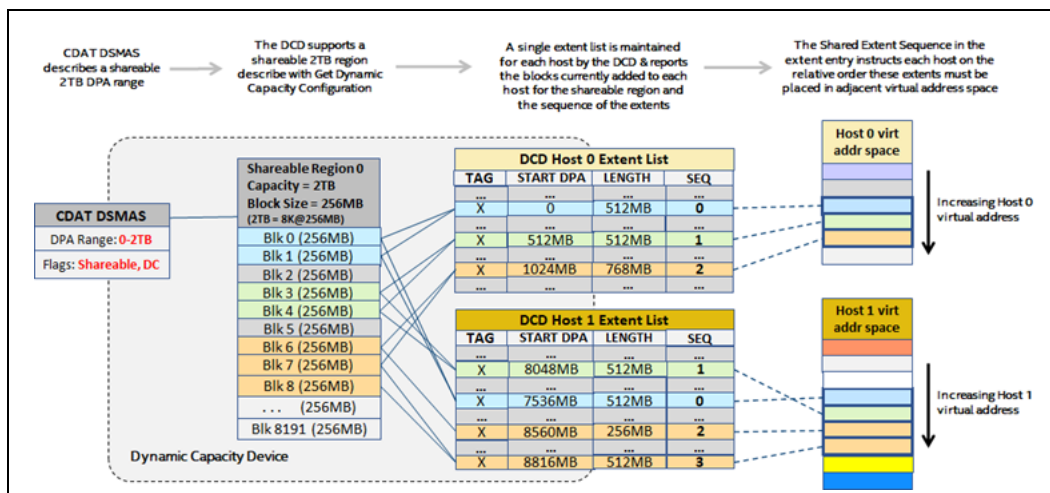 CDAT DSMAS
describes a shareable
2TB DPA range
The DCD supports a
shareable 2TB region
describe with Get Dynamic
Capacity Configuration
A single extent list is maintained
for each host by the DCD & reports
the blocks currently added to each
host for the shareable region and
the sequence of the extents
The Shared Extent Sequence in the
extent entry instructs each host on the
relative order these extents must be
placed in adjacent virtual address space
CDAT DSMAS
DPA Range: 0-2TB
Flags: Shareable, DC
Shareable Region 0
Capacity = 2TB
Block Size = 256MB
(2TB = 8K@256MB)
Blk 0 (256MB)
Blk 1 (256MB)
Blk 2 (256MB)
Blk 3 (256MB)
Blk 4 (256MB)
Blk 5 (256MB)
Blk 6 (256MB)
Blk 7 (256MB)
Blk 8 (256MB)
. . . (256MB)
Blk 8191 (256MB)
Dynamic Capacity Device
DCD Host 0 Extent List
TAG START DPA LENGTH SEQ
... ... ... ...
X 0 512MB 0
... ... ... ...
X 512MB 512MB 1
... ... ... ...
X 1024MB 768MB 2
... ... ... ...
DCD Host 1 Extent List
TAG START DPA LENGTH SEQ
... ... ... ...
X 8048MB 512MB 1
... ... ... ...
X 7536MB 512MB 0
... ... ... ...
X 8560MB 256MB 2
... ... ... ...
X 8816MB 512MB 3
Host 0 virt
addr space
Increasing Host 0
virtual address
Host 1 virt
addr space
Increasing Host 1
virtual address